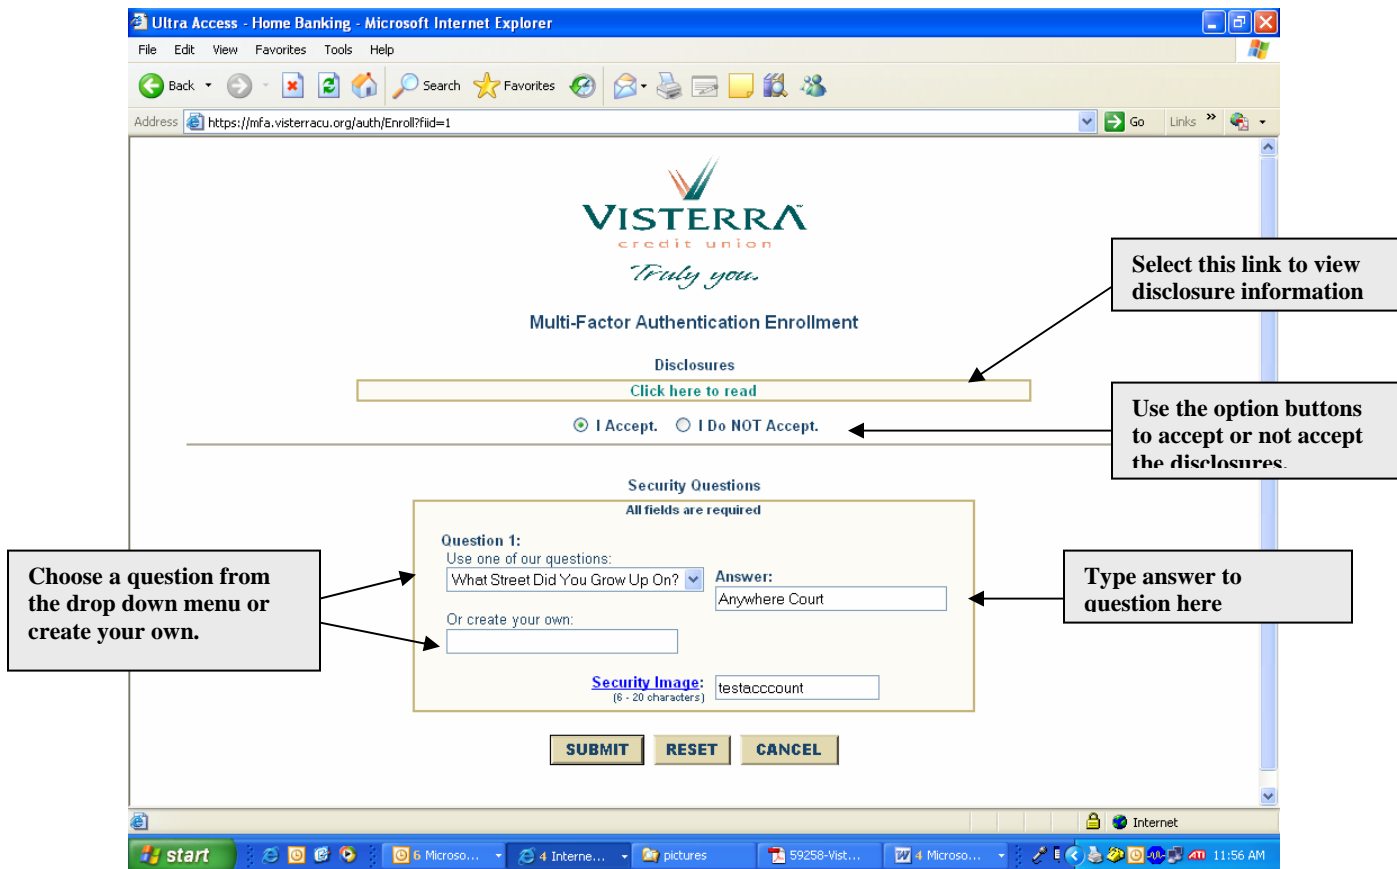 Ultra Access - Home Banking - Microsoft Internet Explorer
File Edit View Favorites Tools Help
Back Search Favorites
Address https://mfa.visterracu.org/auth/Enroll?fiid=1 Go Links »
VISTERRA
credit union
Truly you.
Select this link to view
disclosure information
Multi-Factor Authentication Enrollment
Disclosures
Click here to read
I Accept. I Do NOT Accept.
Use the option buttons
to accept or not accept
the disclosures.
Security Questions
All fields are required
Question 1:
Use one of our questions:
What Street Did You Grow Up On?
Answer:
Anywhere Court
Or create your own:
Choose a question from
the drop down menu or
create your own.
Type answer to
question here
Security Image:
(6 - 20 characters)
testacccount
SUBMIT RESET CANCEL
Internet
start 6 Microso... 4 Interne... pictures 59258-Vist... 4 Microso... 11:56 AM